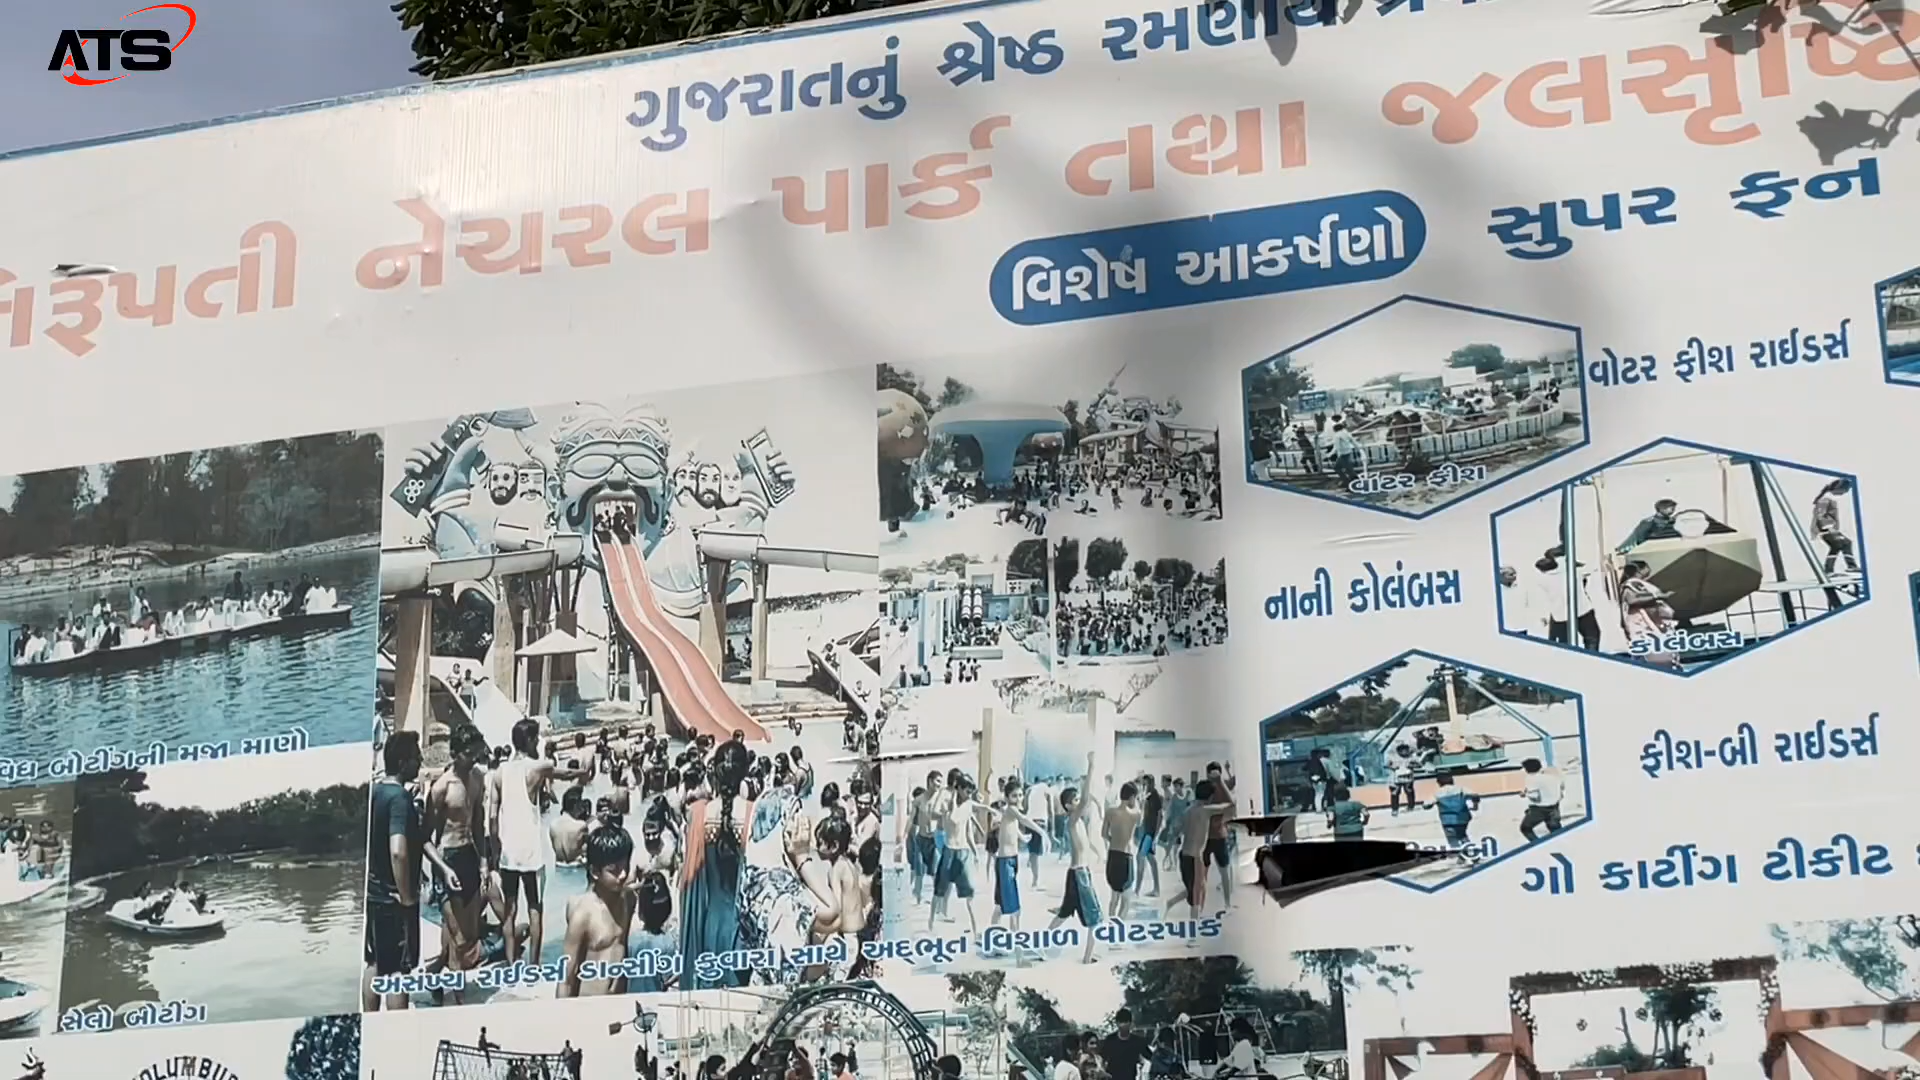 ATS
ગુજરાતનું શ્રેષ્ઠ રમણીય
નેચરલ પાર્ક તથા જલસૃષ્ટિ
વિશેષ આકર્ષણો સુપર ફન
વોટર ફીશ રાઈડર્સ
વોટર ફીશ
નાની કોલંબસ
કોલંબસ
ફીશ-બી રાઈડર્સ
બોટીંગની મજા માણો
ગો કાર્ટીંગ ટીકીટ
અસંખ્ય રાઈડર્સ ડાન્સીંગ ફુવારા સાથે અદ્ભૂત વિશાળ વોટરપાર્ક
સેલો બોટીંગ